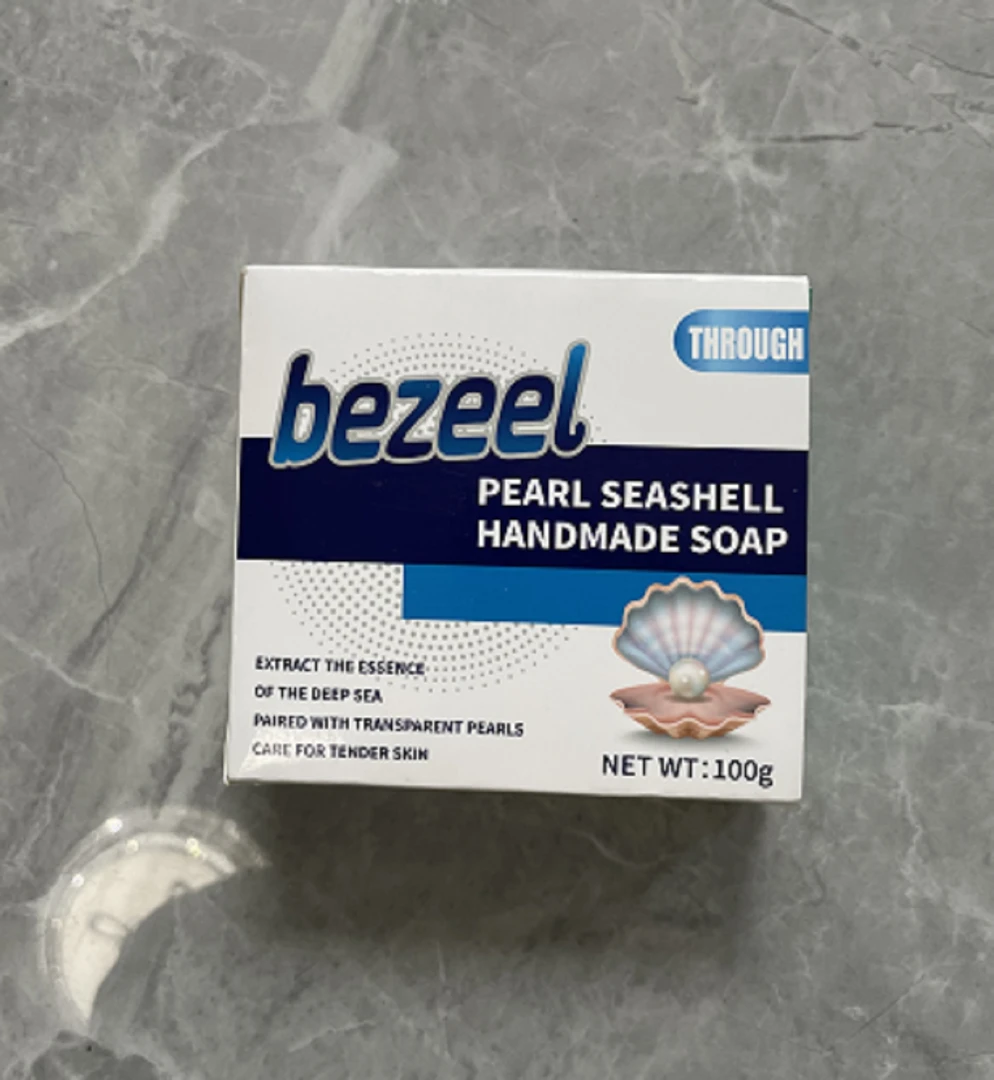 THROUGH
bezeel
PEARL SEASHELL
HANDMADE SOAP
EXTRACT THE ESSENCE
OF THE DEEP SEA
PAIRED WITH TRANSPARENT PEARLS
CARE FOR TENDER SKIN
NET WT:100g